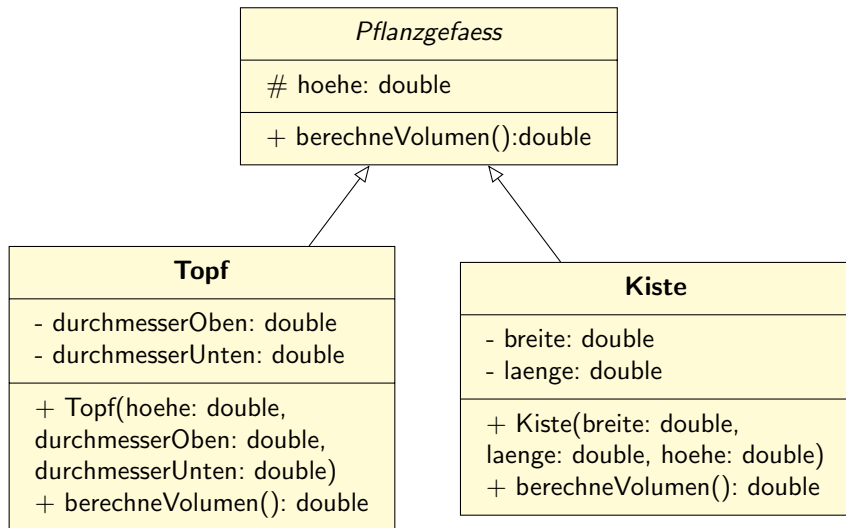 Pflanzgefaess
# hoehe: double
+ berechneVolumen():double
Topf
- durchmesserOben: double
- durchmesserUnten: double
+ Topf(hoehe: double,
durchmesserOben: double,
durchmesserUnten: double)
+ berechneVolumen(): double
Kiste
- breite: double
- laenge: double
+ Kiste(breite: double,
laenge: double, hoehe: double)
+ berechneVolumen(): double